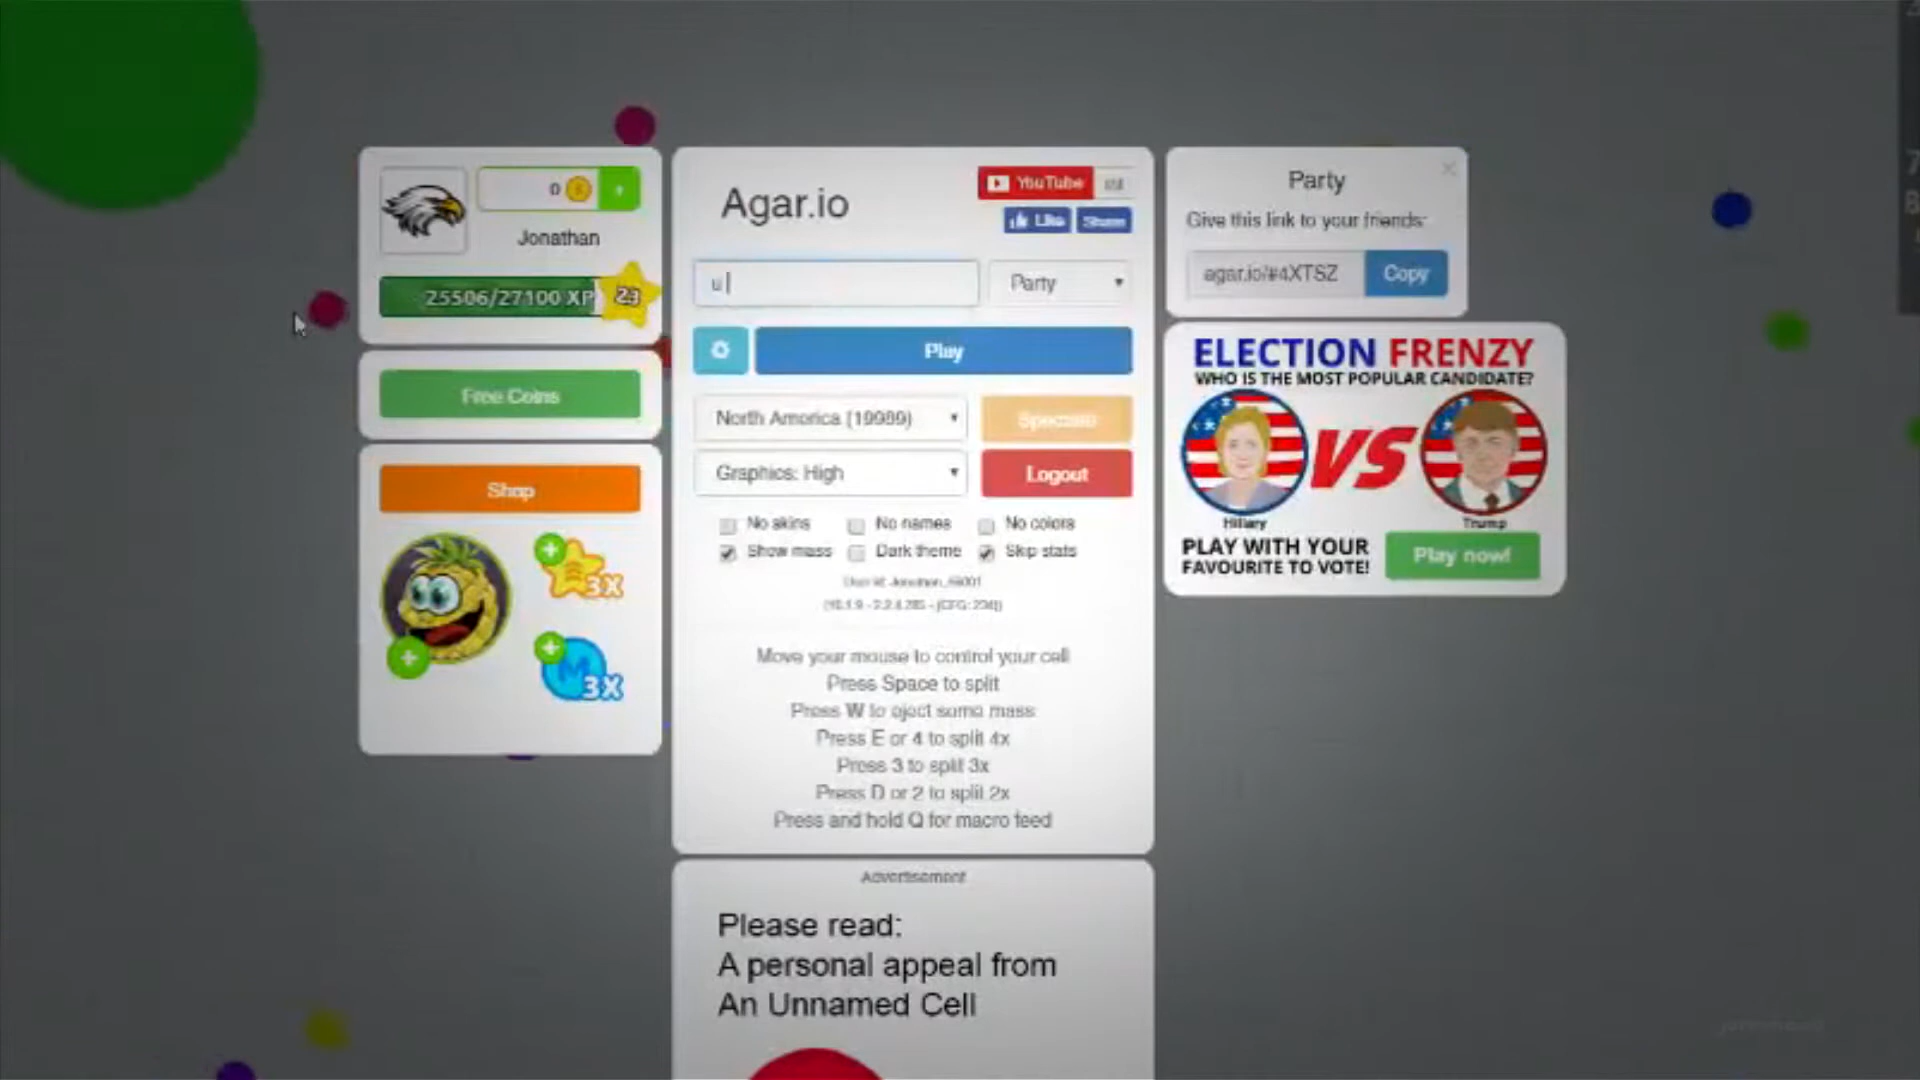 0
Jonathan
25506/27100 XP
23
Free Coins
Shop
3X
M
3X
Agar.io
YouTube
Like
Share
u
Party
Play
North America (19989)
Spectate
Graphics: High
Logout
No skins
No names
No colors
Show mass
Dark theme
Skip stats
Move your mouse to control your cell
Press Space to split
Press W to eject some mass
Press E or 4 to split 4x
Press 3 to split 3x
Press D or 2 to split 2x
Press and hold Q for macro feed
Advertisement
Please read:
A personal appeal from
An Unnamed Cell
Party
Give this link to your friends:
agar.io/#4XTSZ
Copy
ELECTION FRENZY
WHO IS THE MOST POPULAR CANDIDATE?
VS
Hillary
Trump
PLAY WITH YOUR
FAVOURITE TO VOTE!
Play now!